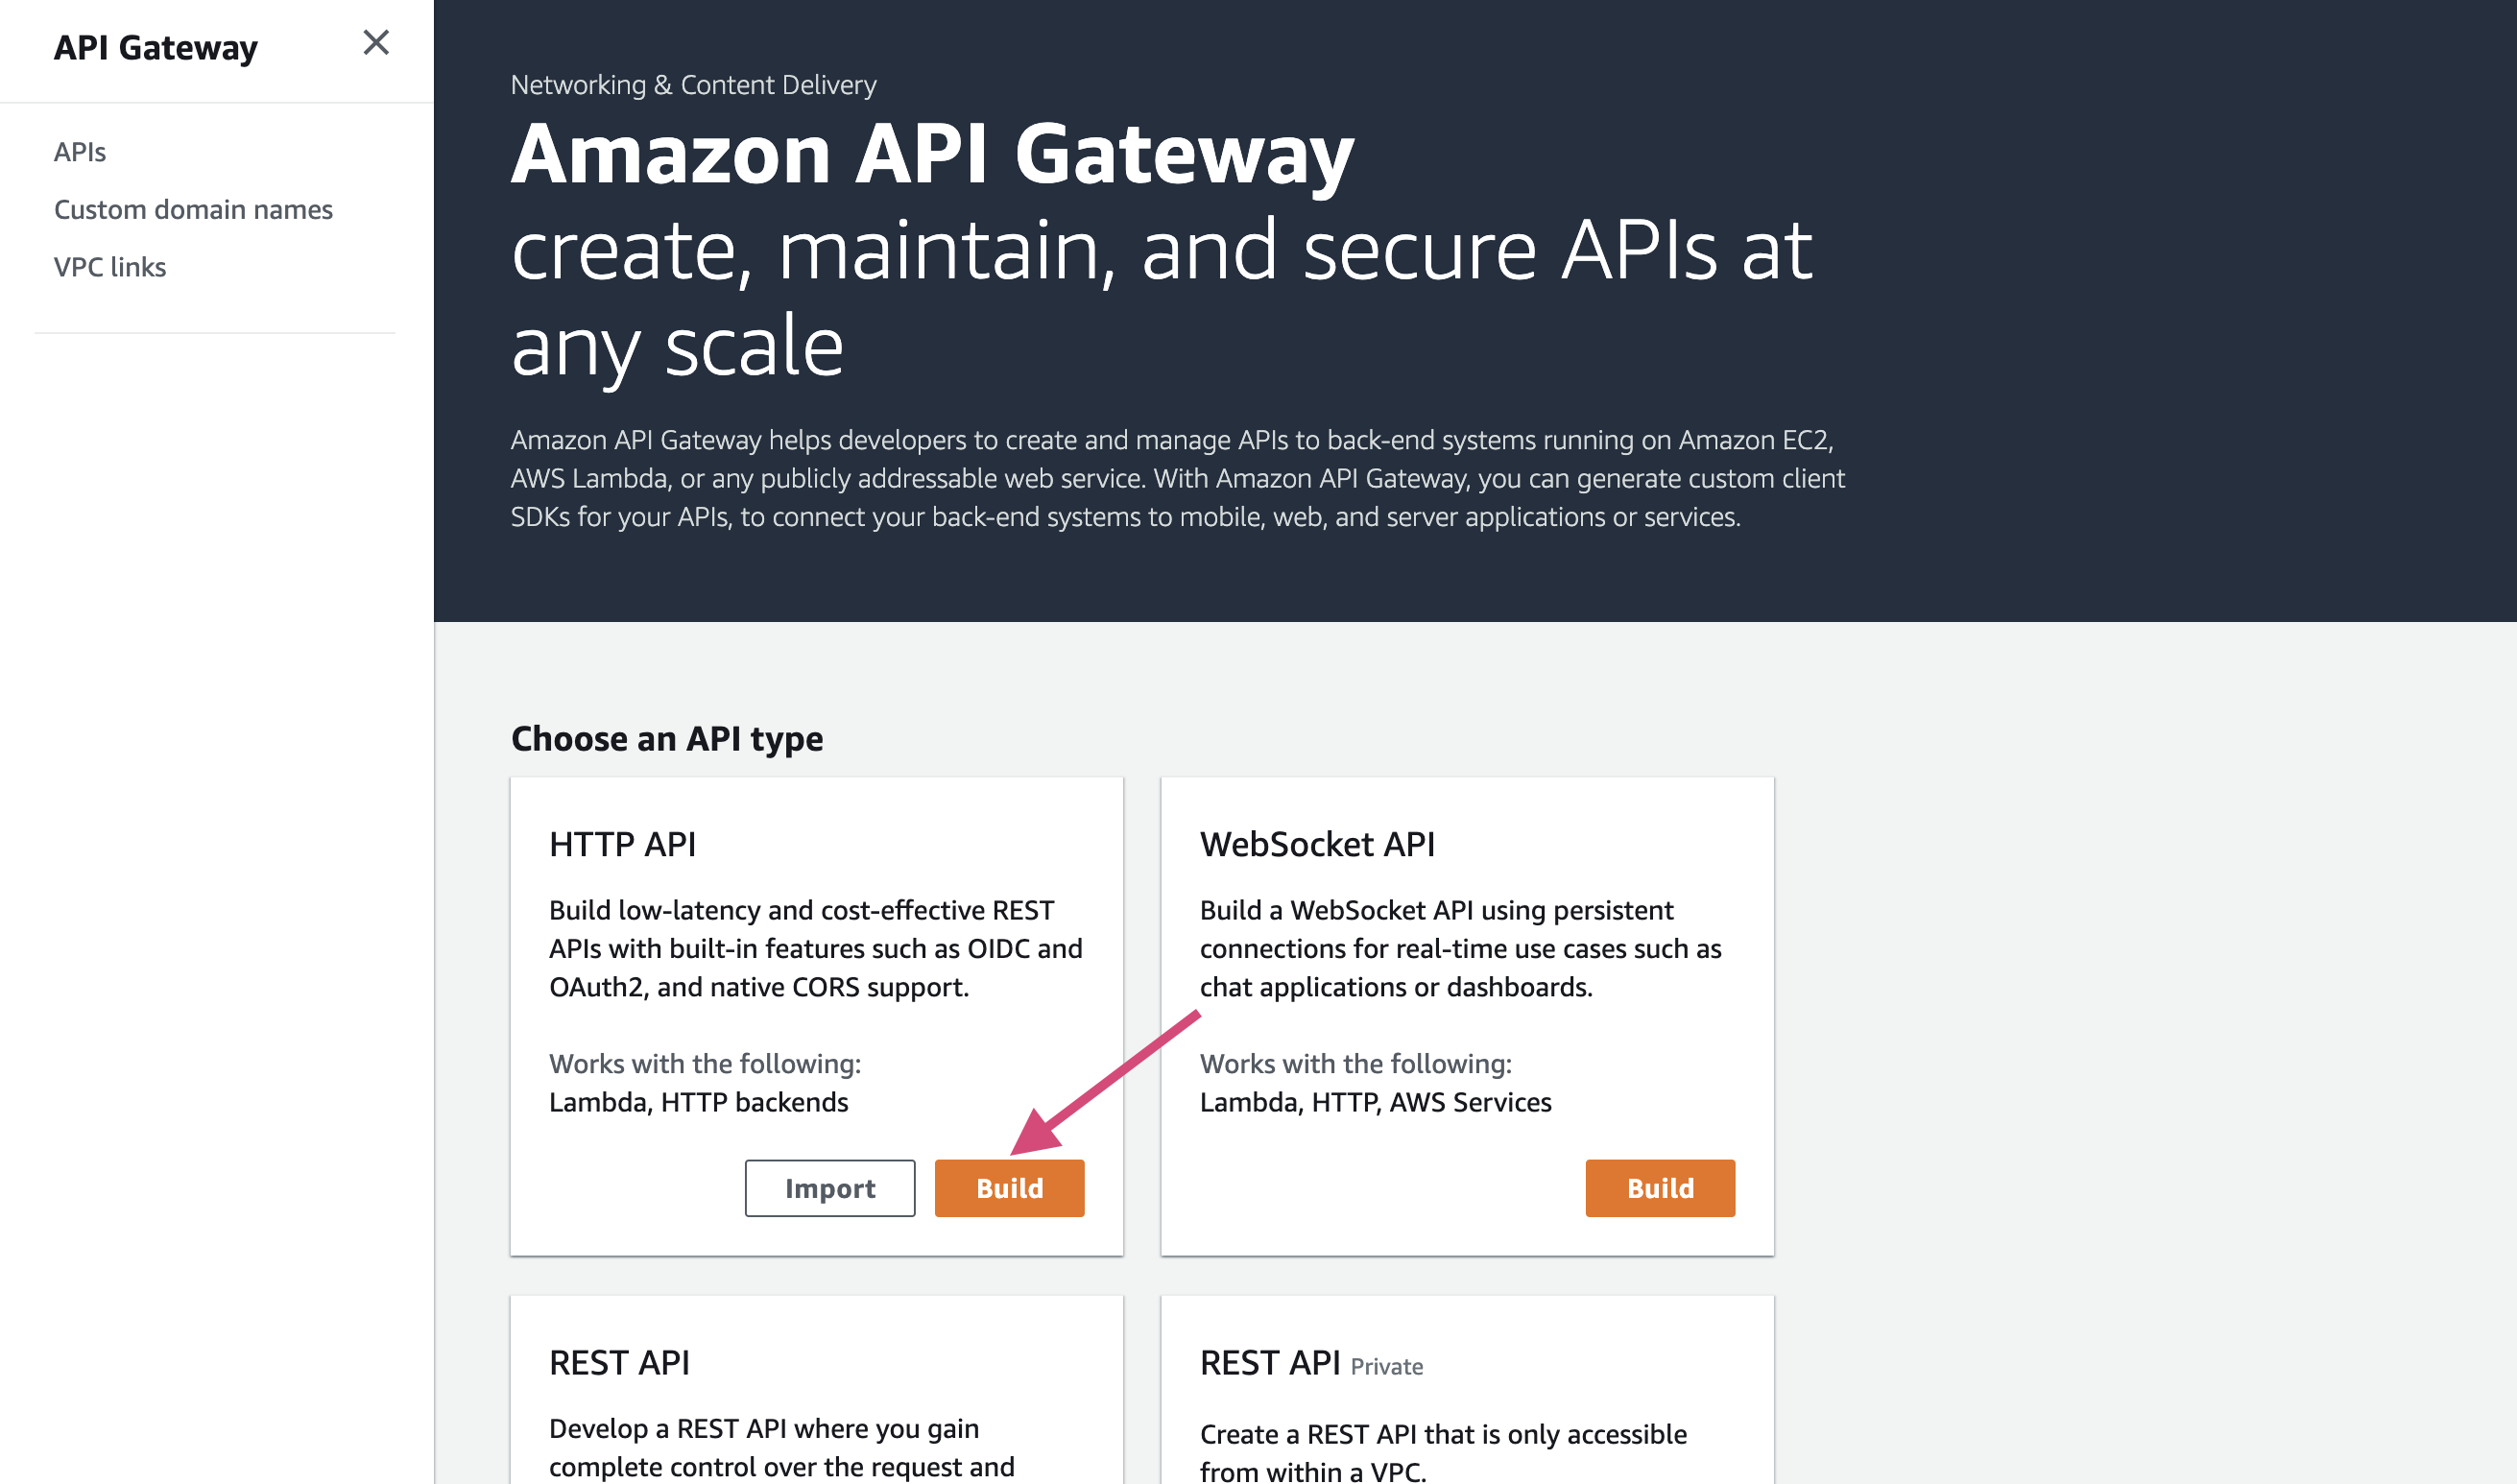 API Gateway
APIs
Custom domain names
VPC links
Networking & Content Delivery
Amazon API Gateway
create, maintain, and secure APIs at
any scale
Amazon API Gateway helps developers to create and manage APIs to back-end systems running on Amazon EC2,
AWS Lambda, or any publicly addressable web service. With Amazon API Gateway, you can generate custom client
SDKs for your APIs, to connect your back-end systems to mobile, web, and server applications or services.
Choose an API type
HTTP API
Build low-latency and cost-effective REST
APIs with built-in features such as OIDC and
OAuth2, and native CORS support.
Works with the following:
Lambda, HTTP backends
Import
Build
WebSocket API
Build a WebSocket API using persistent
connections for real-time use cases such as
chat applications or dashboards.
Works with the following:
Lambda, HTTP, AWS Services
Build
REST API
Develop a REST API where you gain
complete control over the request and
REST API Private
Create a REST API that is only accessible
from within a VPC.